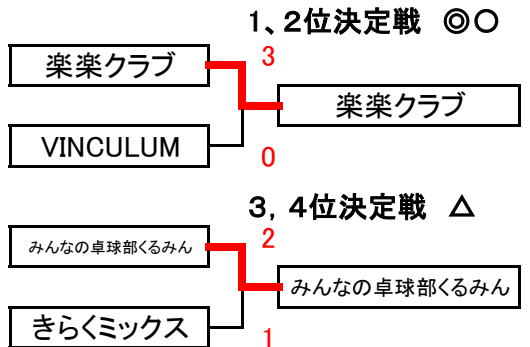 1、2位決定戦　◎○
楽楽クラブ
3
楽楽クラブ
VINCULUM
0
3，4位決定戦　△
みんなの卓球部くるみん
2
みんなの卓球部くるみん
きらくミックス
1